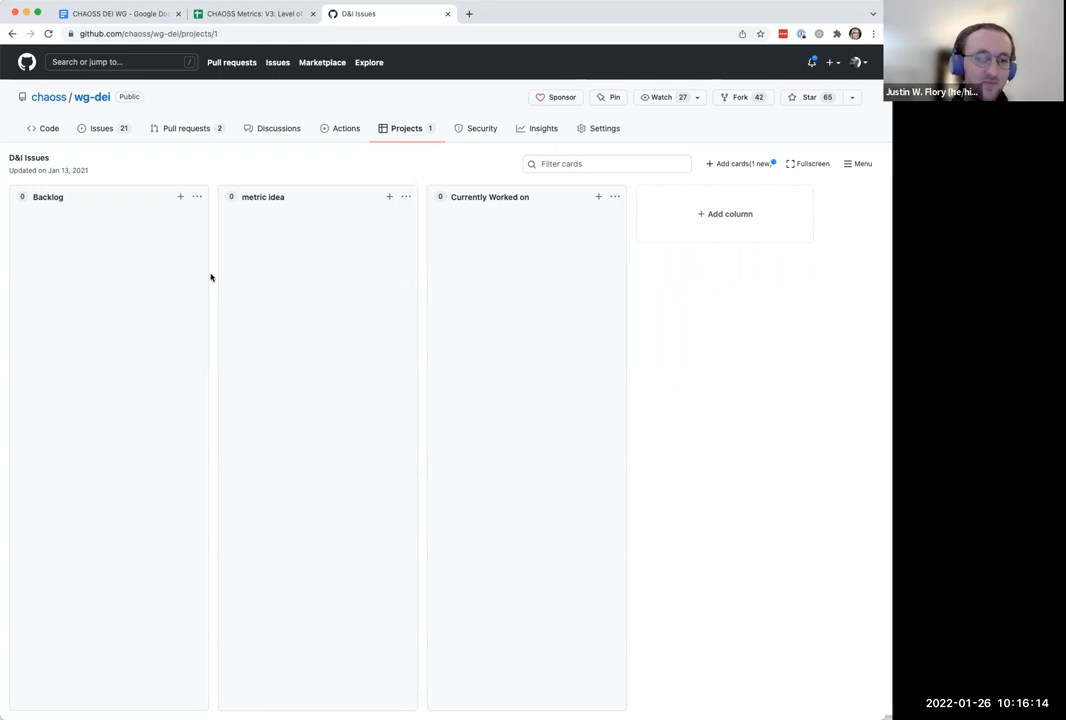 CHAOSS DEI WG - Google Do
CHAOSS Metrics: V3: Level of
D&I Issues
github.com/chaoss/wg-dei/projects/1
Search or jump to...
/
Pull requests
Issues
Marketplace
Explore
chaoss / wg-dei
Public
Sponsor
Pin
Watch 27
Fork 42
Star 65
Code
Issues 21
Pull requests 2
Discussions
Actions
Projects 1
Security
Insights
Settings
D&I Issues
Updated on Jan 13, 2021
Filter cards
+ Add cards(1 new)
Fullscreen
Menu
0 Backlog
0 metric idea
0 Currently Worked on
+ Add column
Justin W. Flory (he/hi...
2022-01-26 10:16:14